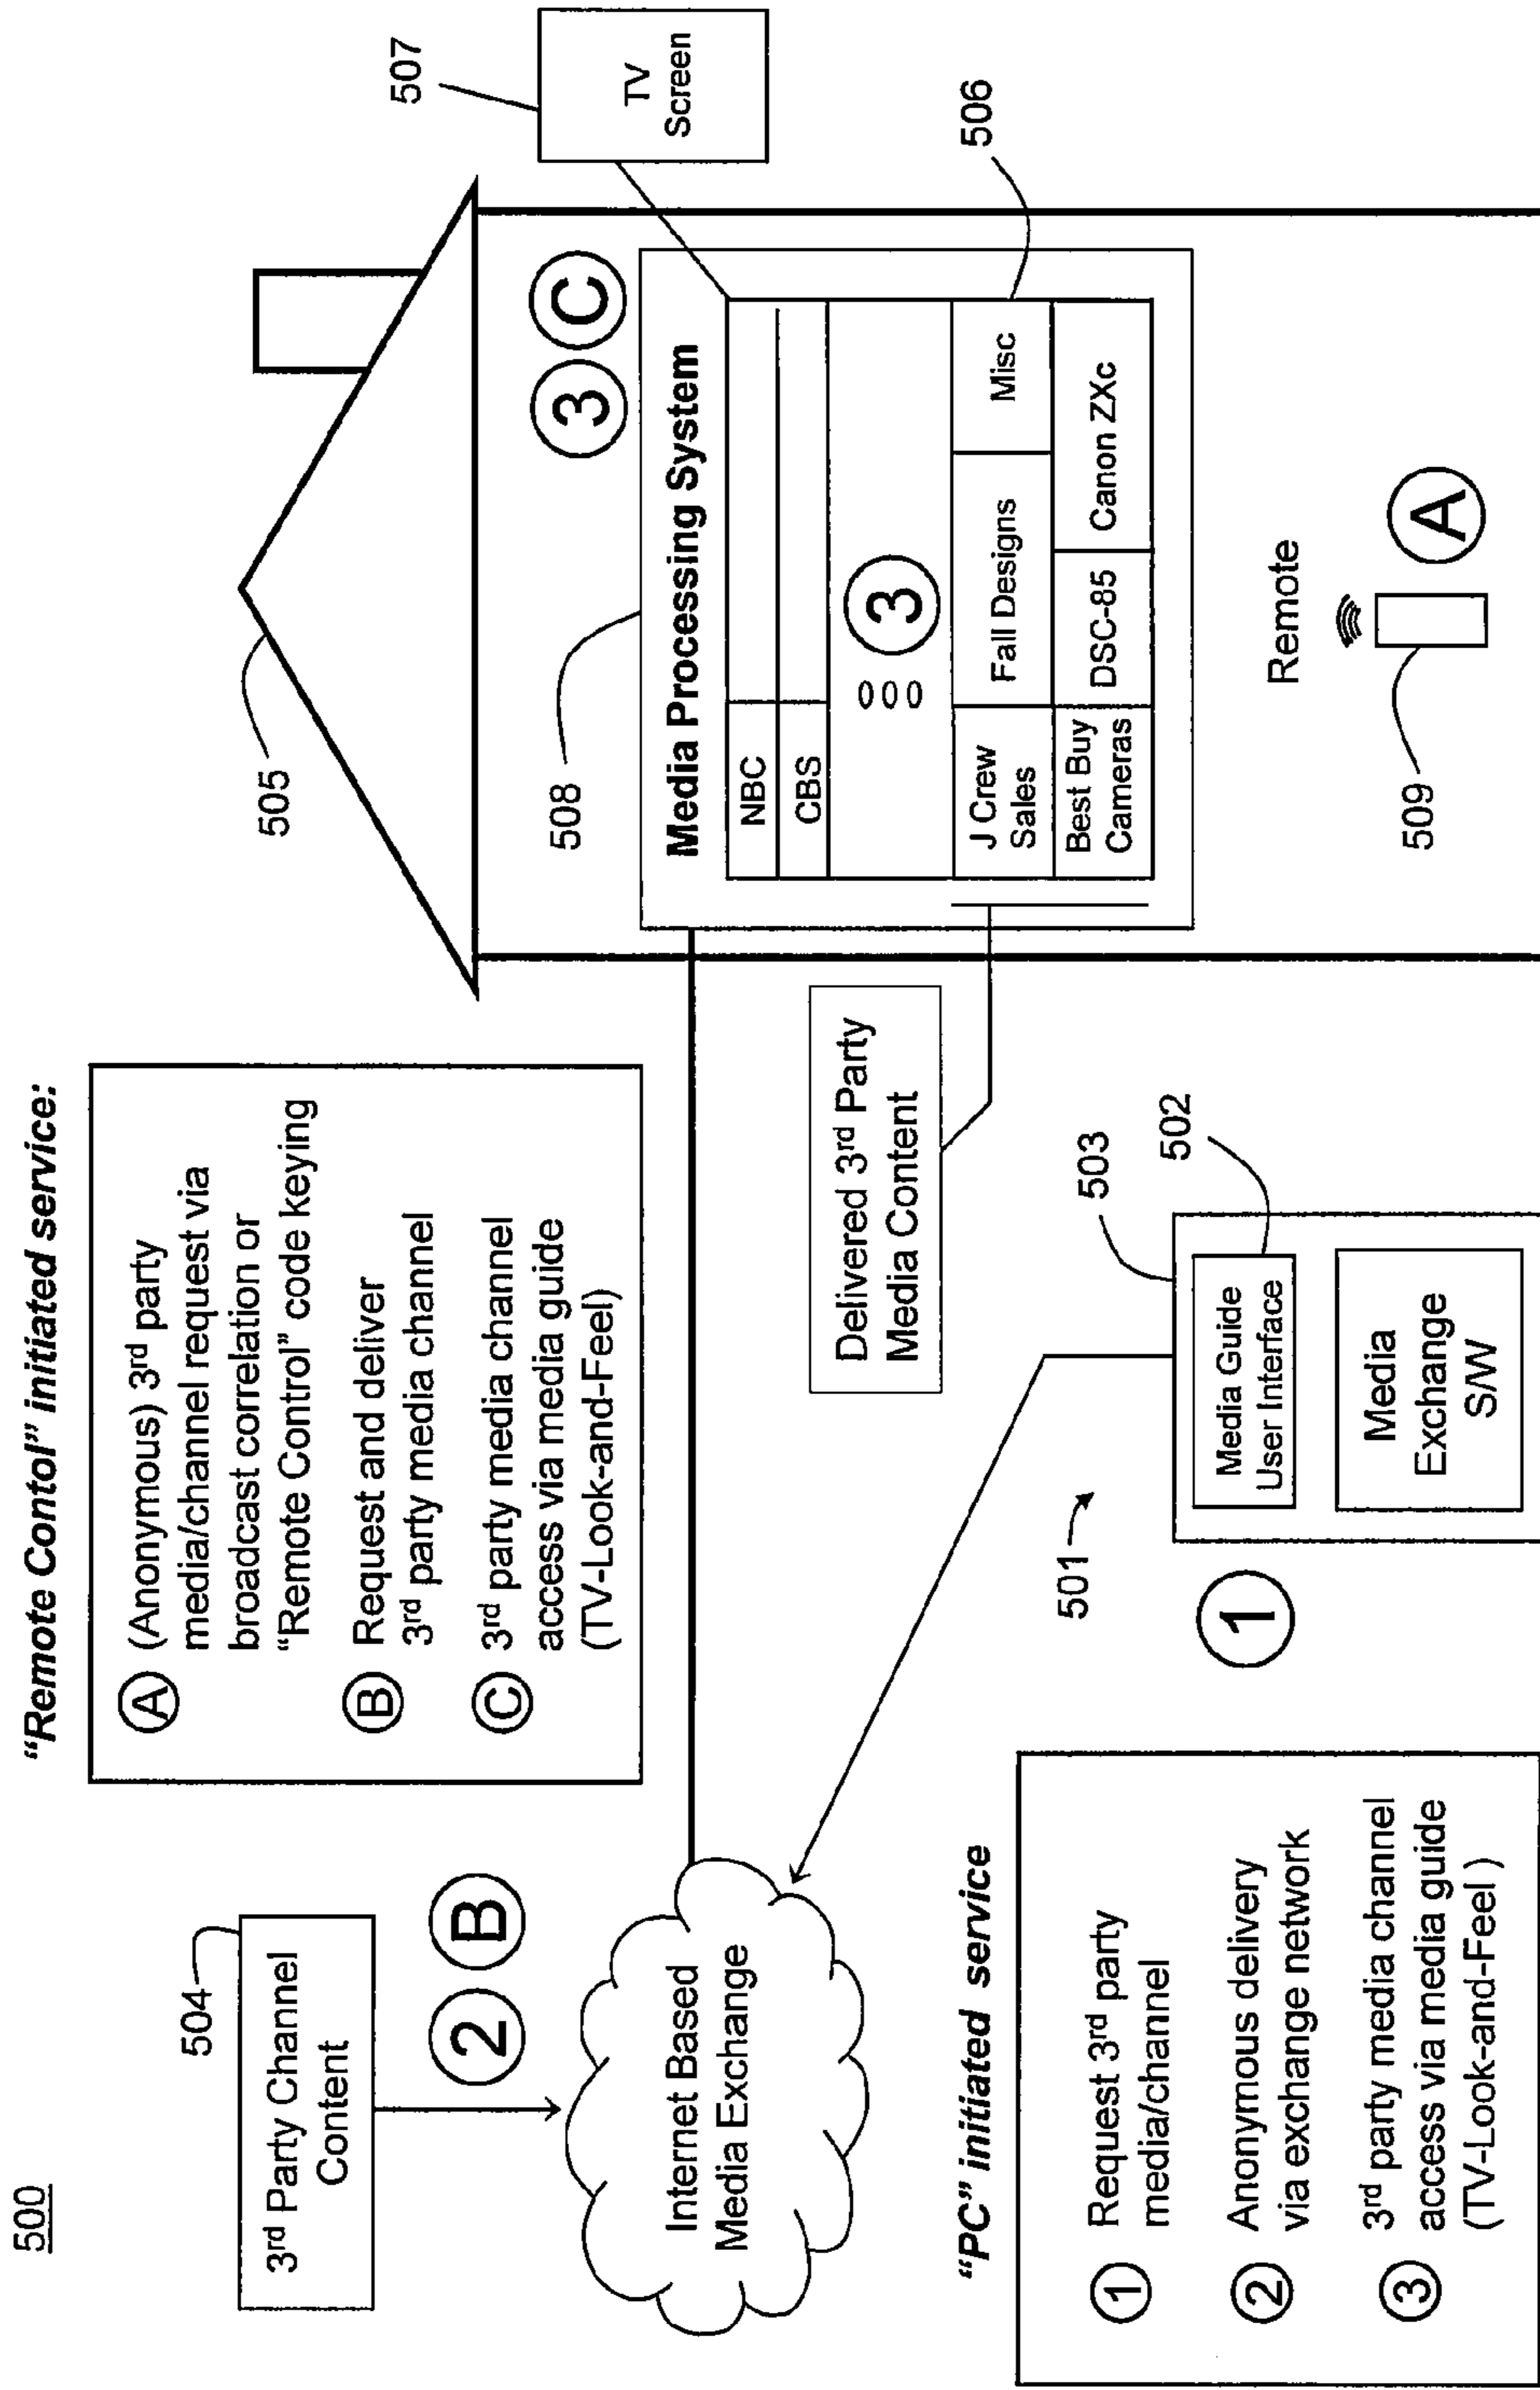 500
"Remote Contol" initiated service:
504
3rd Party Channel
Content
2
B
Internet Based
Media Exchange
A
(Anonymous) 3rd party
media/channel request via
broadcast correlation or
"Remote Control" code keying
B
Request and deliver
3rd party media channel
C
3rd party media channel
access via media guide
(TV-Look-and-Feel)
505
507
TV
Screen
3
C
508
Media Processing System
NBC
CBS
000
3
J Crew
Sales
Fall Designs
Misc
Best Buy
Cameras
DSC-85
Canon ZXc
506
Delivered 3rd Party
Media Content
Remote
509
A
"PC" initiated service
1
Request 3rd party
media/channel
2
Anonymous delivery
via exchange network
3
3rd party media channel
access via media guide
(TV-Look-and-Feel )
1
501
503
502
Media Guide
User Interface
Media
Exchange
S/W